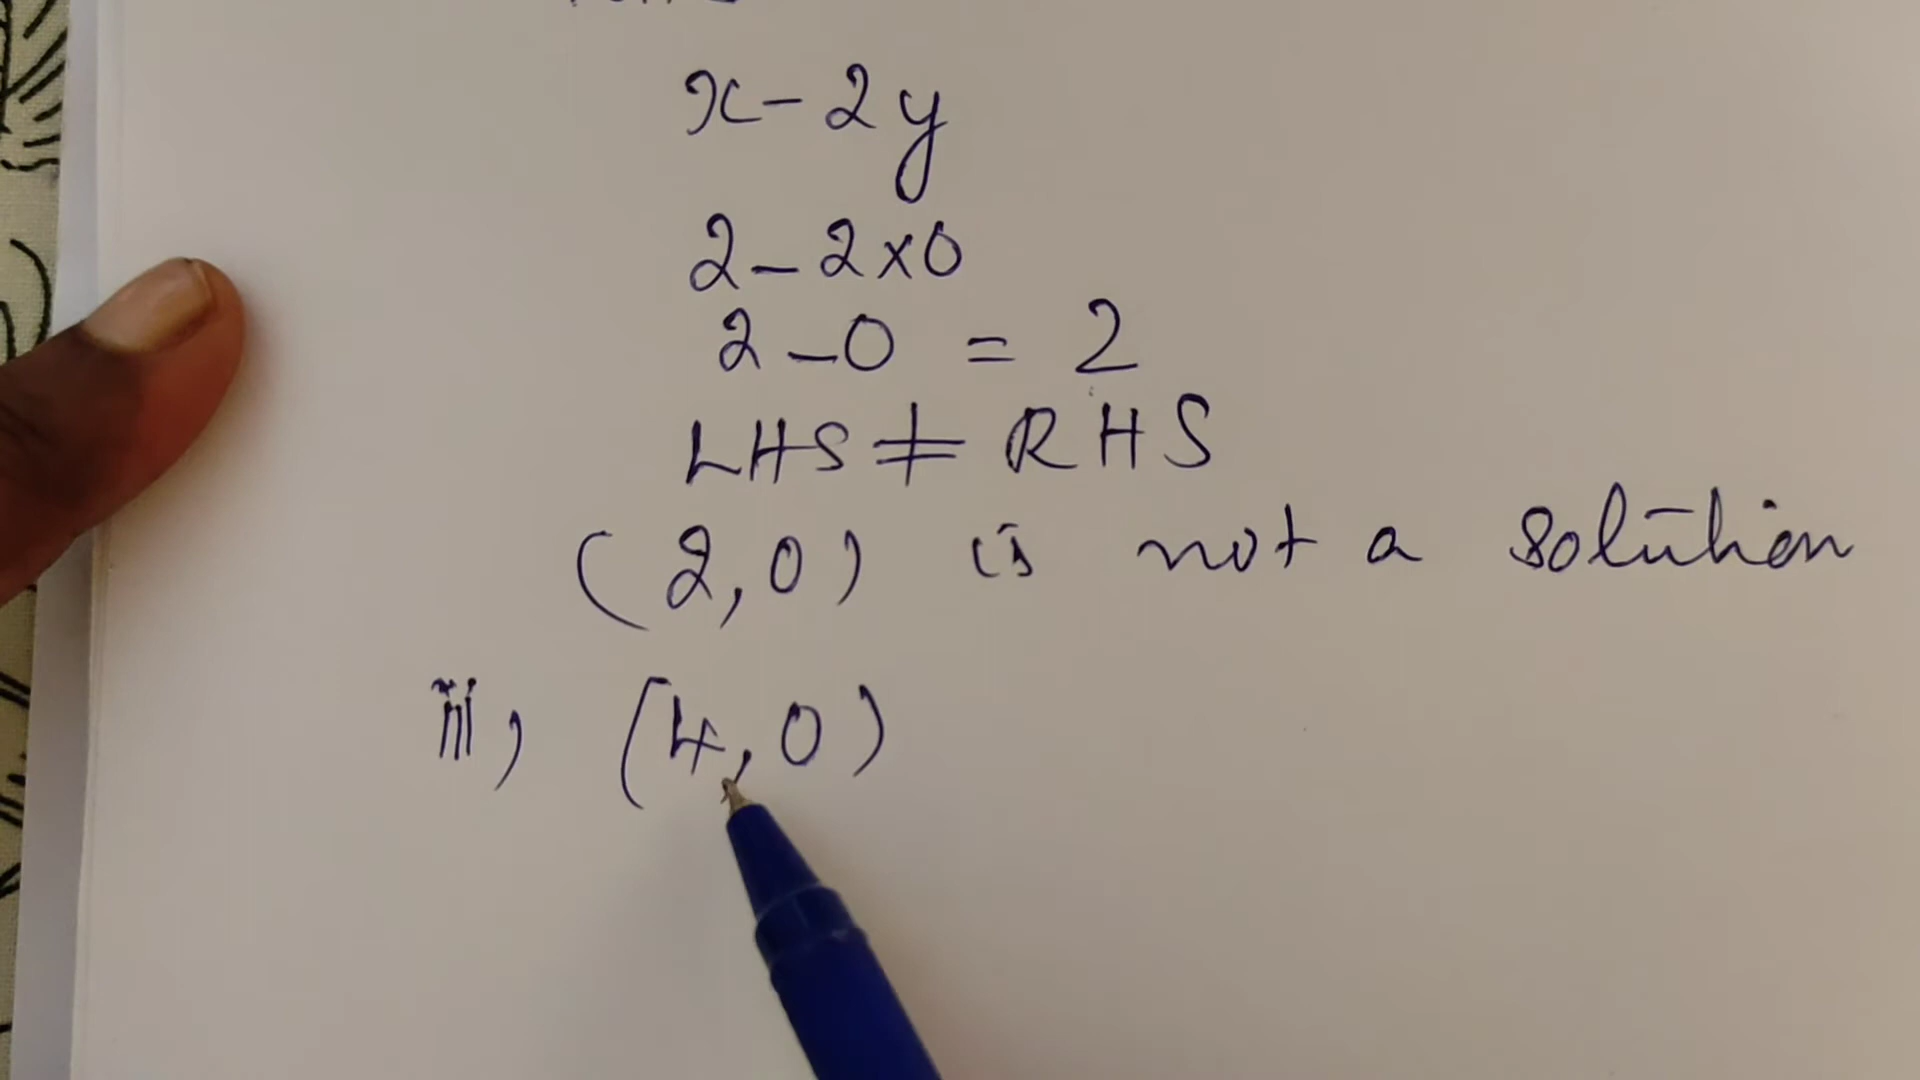 x - 2y
2 - 2×0
2 - 0 = 2
LHS ≠ RHS
(2,0) is not a solution
iii, (4,0)